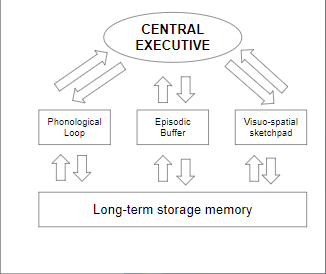 CENTRAL
EXECUTIVE
Phonological
Loop
Episodic
Buffer
Visuo-spatial
sketchpad
Long-term storage memory